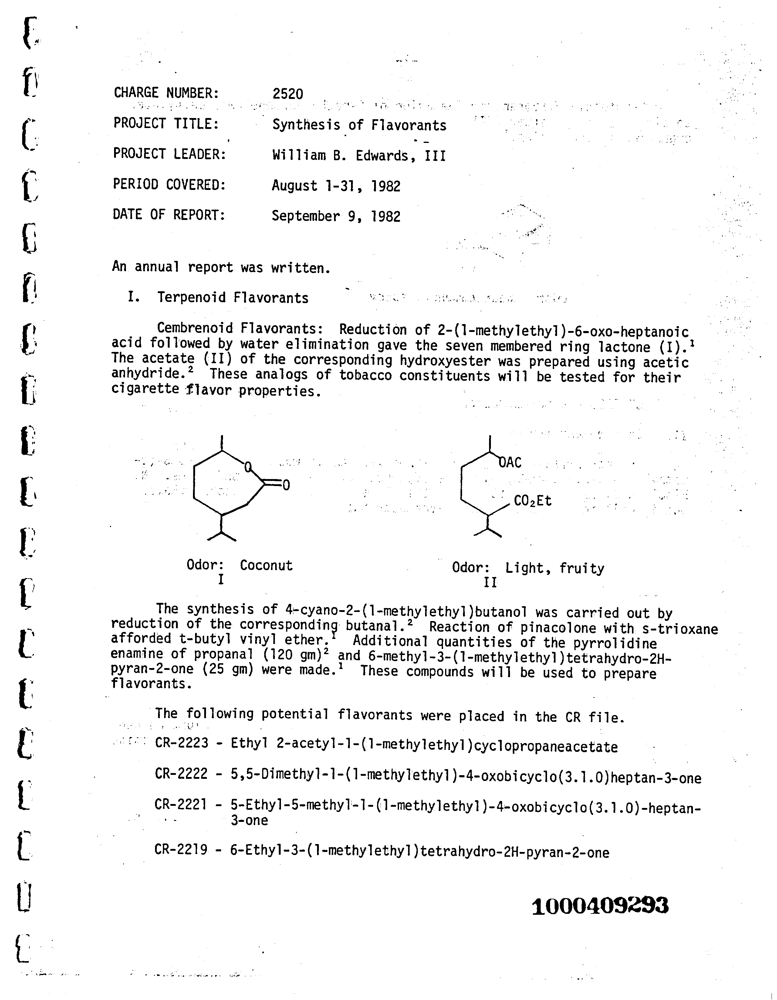 CHARGE NUMBER: 2520
PROJECT TITLE: Synthesis of Flavorants
PROJECT LEADER: William B. Edwards, III
PERIOD COVERED: August 1-31, 1982
DATE OF REPORT: September 9, 1982
An annual report was written.
I. Terpenoid Flavorants
Cembrenoid Flavorants: Reduction of 2-(1-methylethyl)-6-oxo-heptanoic
acid followed by water elimination gave the seven membered ring lactone (I).1
The acetate (II) of the corresponding hydroxyester was prepared using acetic
anhydride.2 These analogs of tobacco constituents will be tested for their
cigarette flavor properties.
O
O
OAC
CO2Et
Odor: Coconut
I
Odor: Light, fruity
II
The synthesis of 4-cyano-2-(1-methylethyl)butanol was carried out by
reduction of the corresponding butanal.2 Reaction of pinacolone with s-trioxane
afforded t-butyl vinyl ether.1 Additional quantities of the pyrrolidine
enamine of propanal (120 gm)2 and 6-methyl-3-(1-methylethyl)tetrahydro-2H-
pyran-2-one (25 gm) were made.1 These compounds will be used to prepare
flavorants.
The following potential flavorants were placed in the CR file.
CR-2223 - Ethyl 2-acetyl-1-(1-methylethyl)cyclopropaneacetate
CR-2222 - 5,5-Dimethyl-1-(1-methylethyl)-4-oxobicyclo(3.1.0)heptan-3-one
CR-2221 - 5-Ethyl-5-methyl-1-(1-methylethyl)-4-oxobicyclo(3.1.0)-heptan-
3-one
CR-2219 - 6-Ethyl-3-(1-methylethyl)tetrahydro-2H-pyran-2-one
1000409293